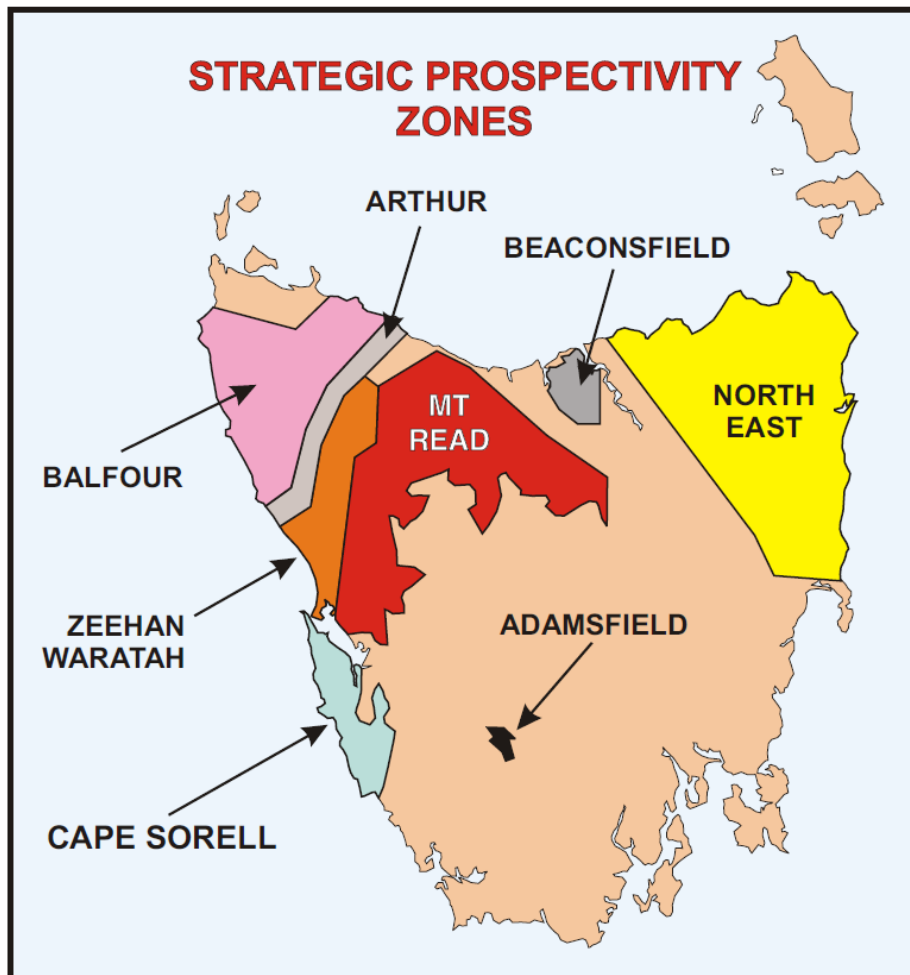 STRATEGIC PROSPECTIVITY
ZONES
ARTHUR
BEACONSFIELD
MT
READ
NORTH
EAST
BALFOUR
ZEEHAN
WARATAH
ADAMSFIELD
CAPE SORELL